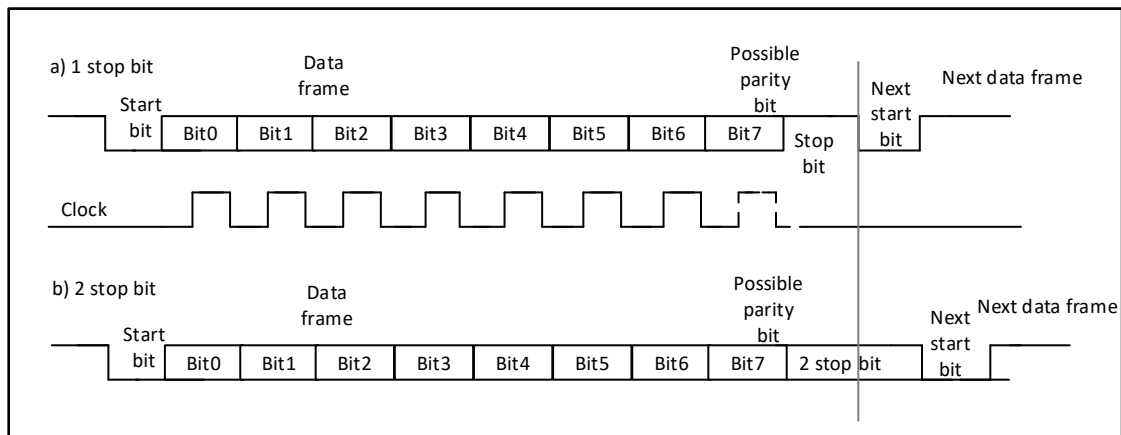 a) 1 stop bit
Data
frame
Possible
parity
bit
Next data frame
Start
bit
Next
start
bit
Bit0 Bit1 Bit2 Bit3 Bit4 Bit5 Bit6 Bit7
Stop
bit
Clock
b) 2 stop bit
Data
frame
Possible
parity
bit
Next data frame
Start
bit
Next
start
bit
Bit0 Bit1 Bit2 Bit3 Bit4 Bit5 Bit6 Bit7 2 stop bit